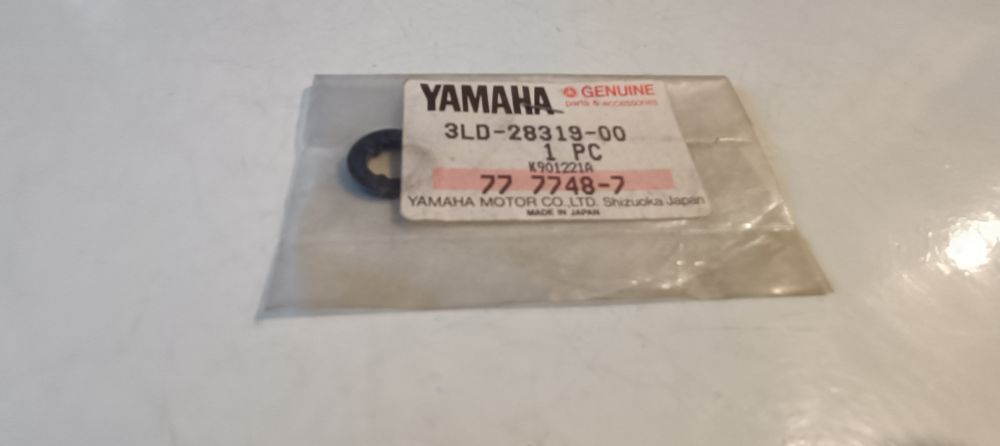 YAMAHA GENUINE
parts & accessories
3LD-28319-00
1 PC
K901221A
77 7748-7
YAMAHA MOTOR CO.,LTD. Shizuoka Japan
MADE IN JAPAN